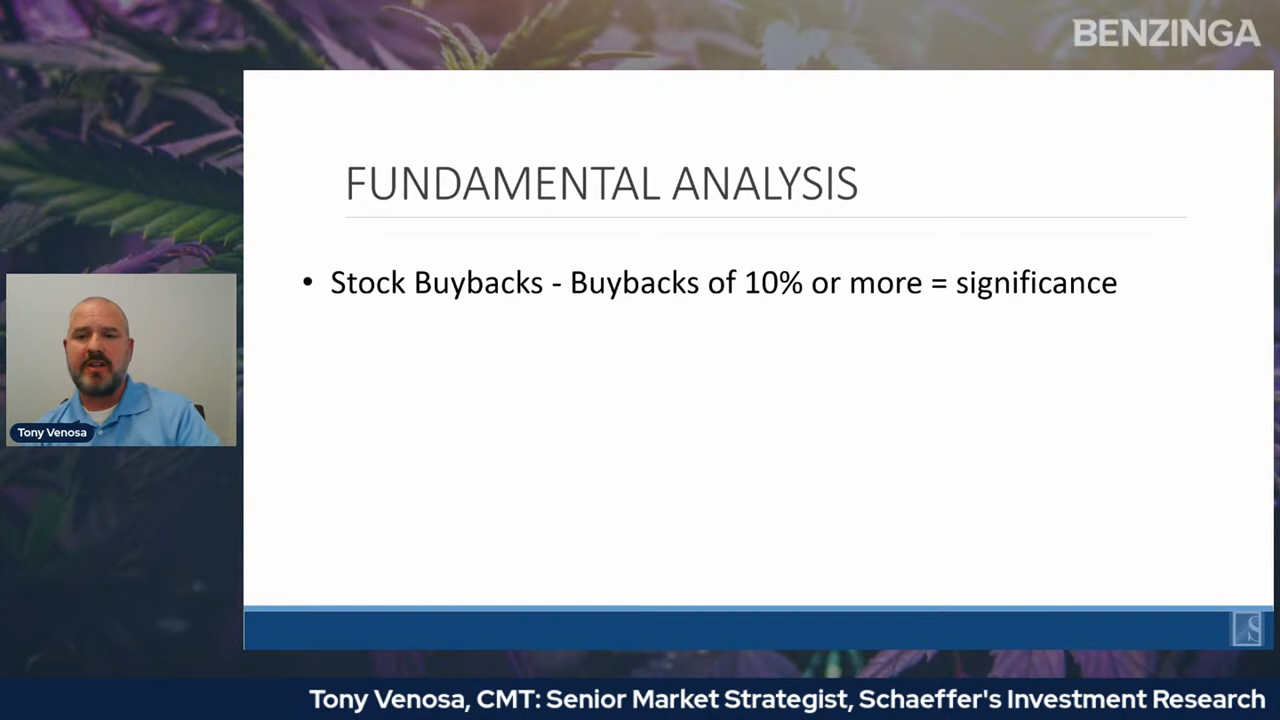 BENZINGA
FUNDAMENTAL ANALYSIS
• Stock Buybacks - Buybacks of 10% or more = significance
Tony Venosa
Tony Venosa, CMT: Senior Market Strategist, Schaeffer's Investment Research